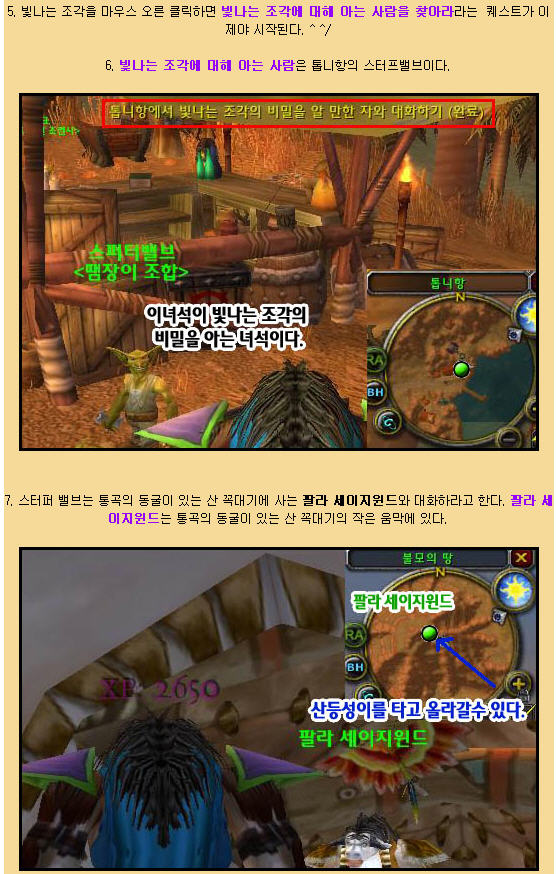 5. 빛나는 조각을 마우스 오른 클릭하면 빛나는 조각에 대해 아는 사람을 찾아라라는 퀘스트가 이
제야 시작된다. ^^/
6. 빛나는 조각에 대해 아는 사람은 톱니항의 스터프밸브이다.
톱니항에서 빛나는 조각의 비밀을 알 만한 자와 대화하기 (완료)
스퍼터밸브
<땜장이 조합>
이녀석이 빛나는 조각의
비밀을 아는 녀석이다.
톱니항
N
RA
BH
7. 스터퍼 밸브는 통곡의 동굴이 있는 산 꼭대기에 사는 팔라 세이지윈드와 대화하라고 한다. 팔라 세
이지윈드는 통곡의 동굴이 있는 산 꼭대기의 작은 움막에 있다.
불모의 땅
N
팔라 세이지윈드
RA
BH
XP 2650
산등성이를 타고 올라갈수 있다.
팔라 세이지윈드